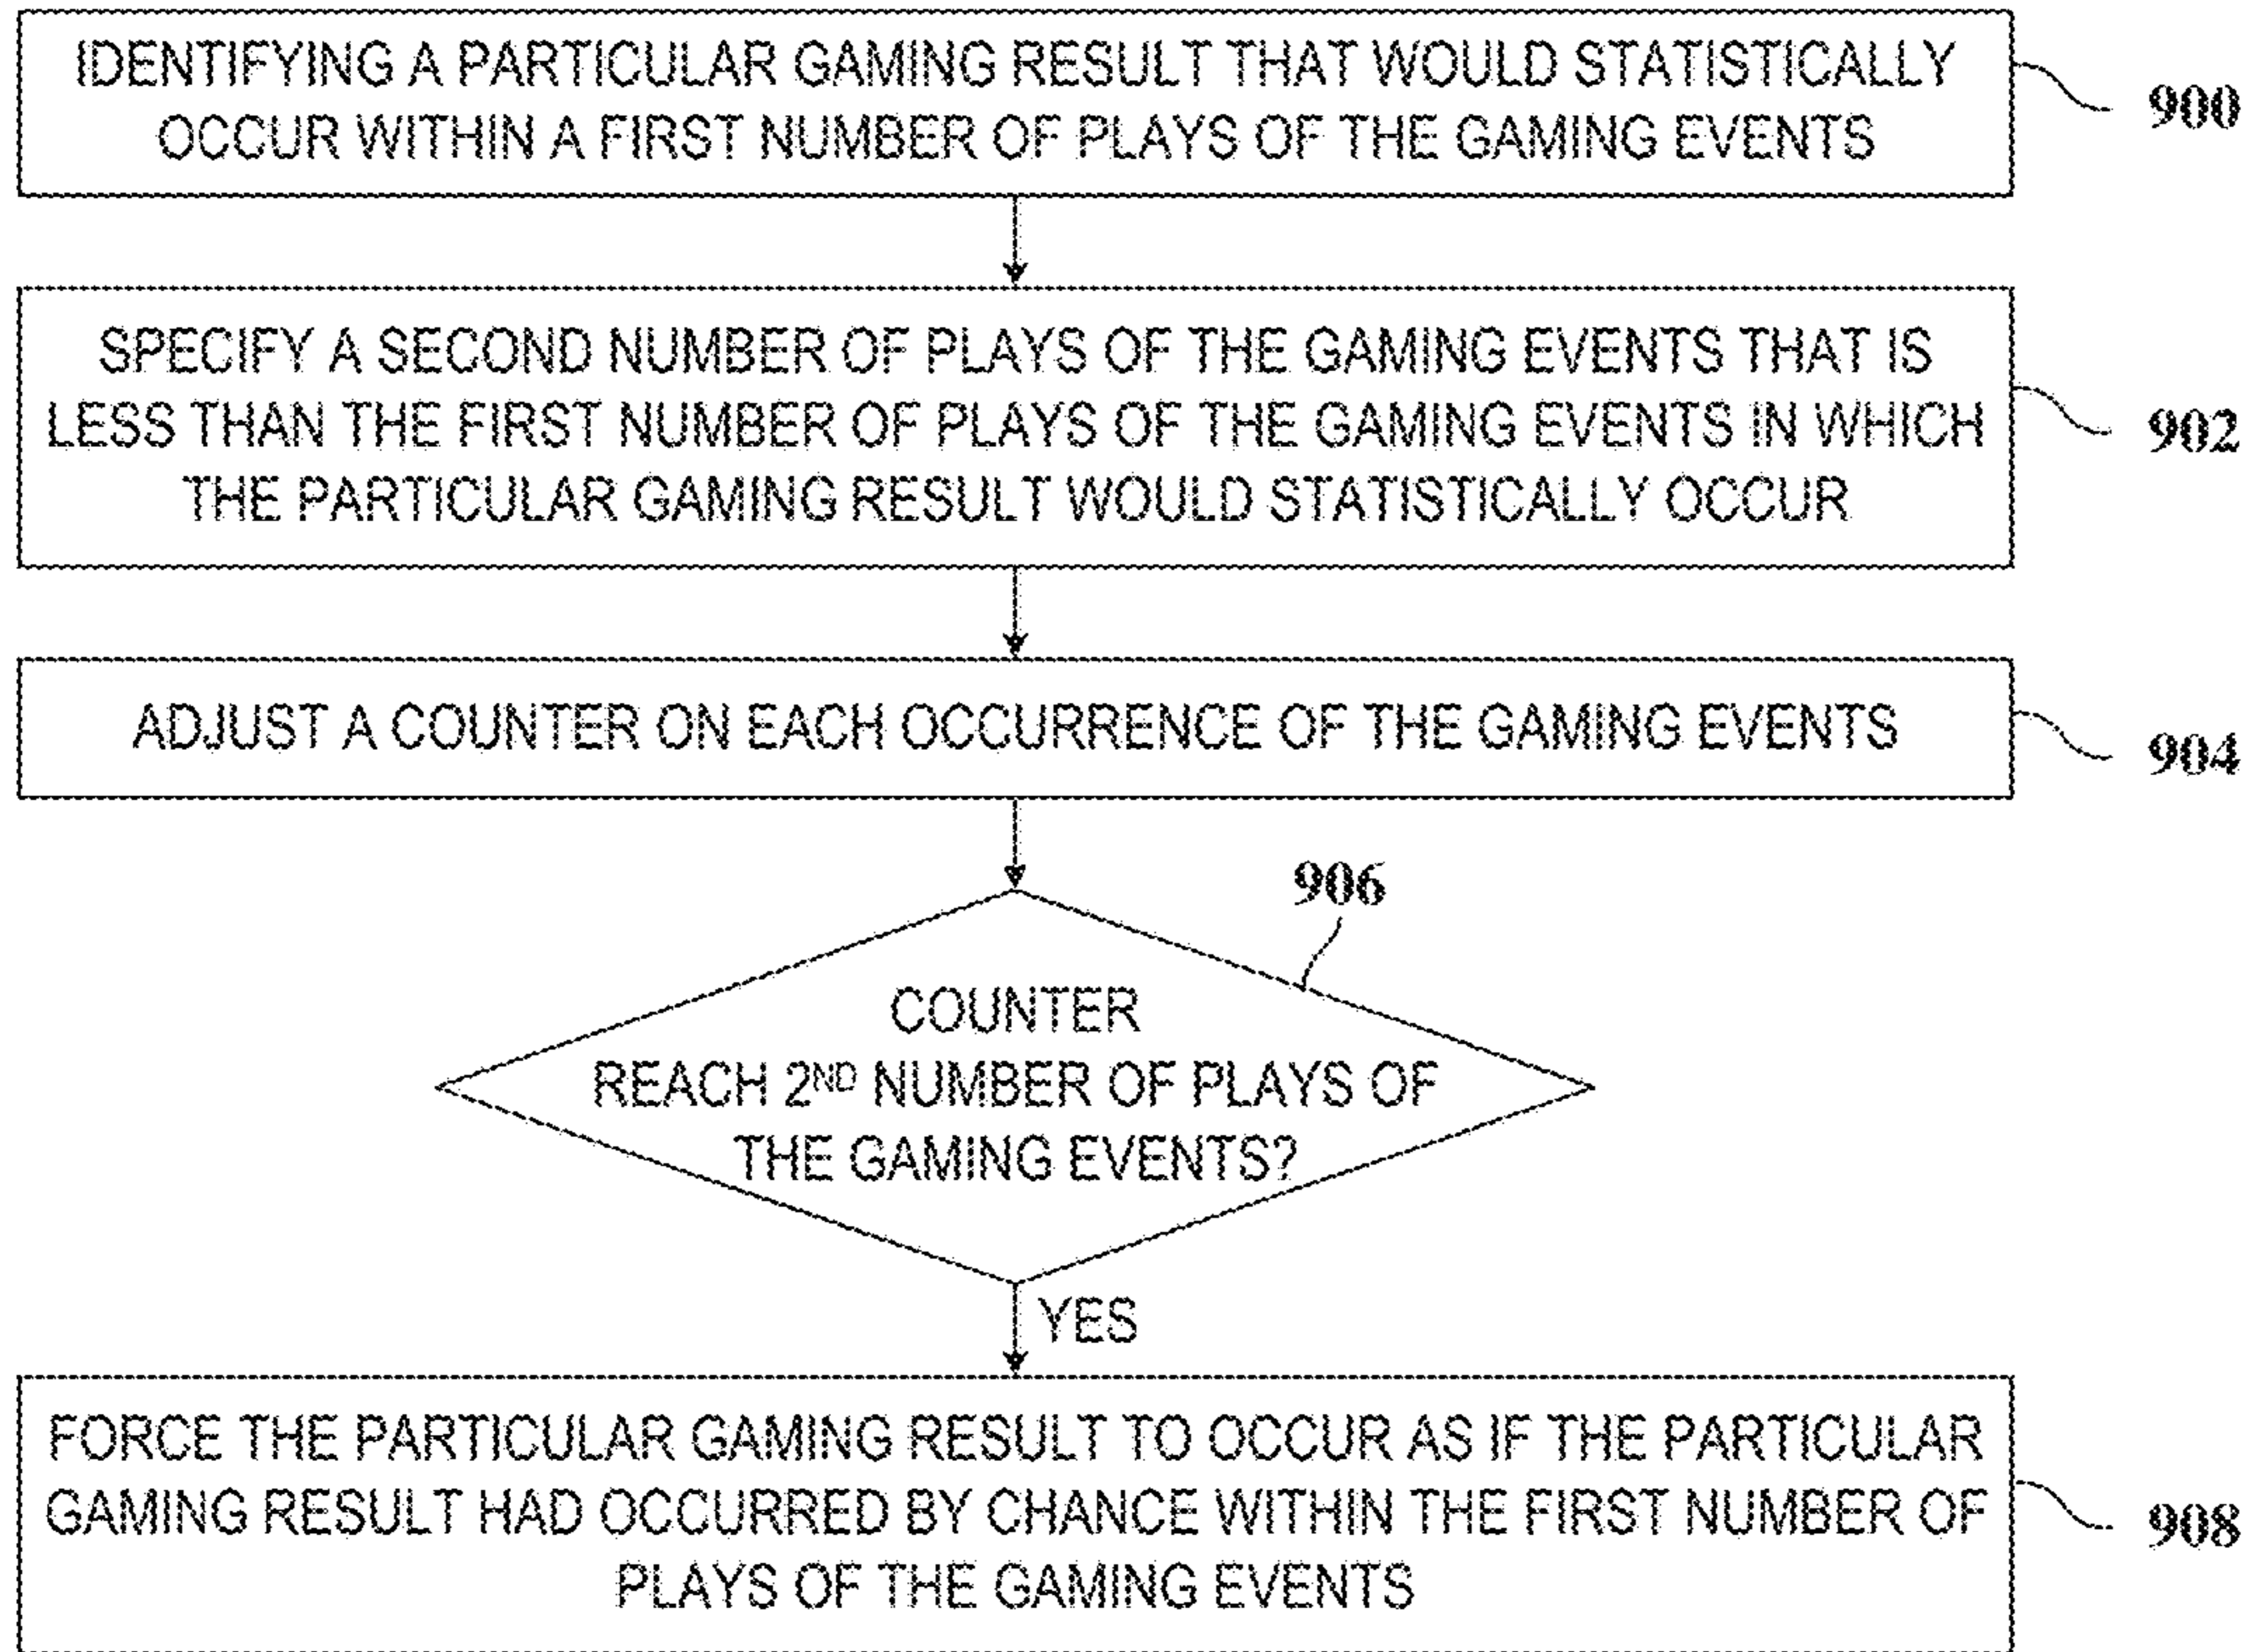 IDENTIFYING A PARTICULAR GAMING RESULT THAT WOULD STATISTICALLY
OCCUR WITHIN A FIRST NUMBER OF PLAYS OF THE GAMING EVENTS
900
SPECIFY A SECOND NUMBER OF PLAYS OF THE GAMING EVENTS THAT IS
LESS THAN THE FIRST NUMBER OF PLAYS OF THE GAMING EVENTS IN WHICH
THE PARTICULAR GAMING RESULT WOULD STATISTICALLY OCCUR
902
ADJUST A COUNTER ON EACH OCCURRENCE OF THE GAMING EVENTS
904
906
COUNTER
REACH 2ND NUMBER OF PLAYS OF
THE GAMING EVENTS?
YES
FORCE THE PARTICULAR GAMING RESULT TO OCCUR AS IF THE PARTICULAR
GAMING RESULT HAD OCCURRED BY CHANCE WITHIN THE FIRST NUMBER OF
PLAYS OF THE GAMING EVENTS
908